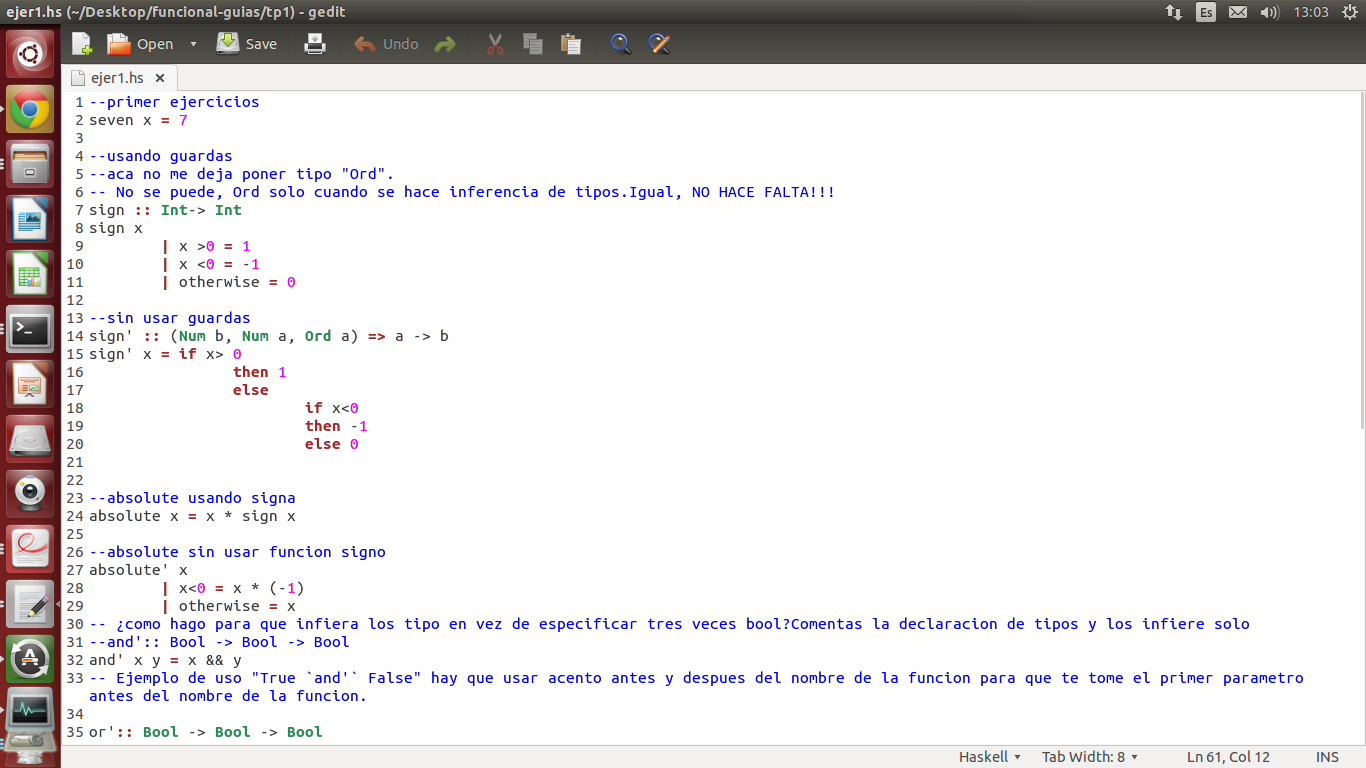 ejer1.hs (~/Desktop/funcional-guias/tp1) - gedit
Es
13:03
Open
Save
Undo
ejer1.hs
1 --primer ejercicios
2 seven x = 7
3
4 --usando guardas
5 --aca no me deja poner tipo "Ord".
6 -- No se puede, Ord solo cuando se hace inferencia de tipos.Igual, NO HACE FALTA!!!
7 sign :: Int-> Int
8 sign x
9         | x >0 = 1
10         | x <0 = -1
11         | otherwise = 0
12
13 --sin usar guardas
14 sign' :: (Num b, Num a, Ord a) => a -> b
15 sign' x = if x> 0
16                 then 1
17                 else
18                         if x<0
19                         then -1
20                         else 0
21
22
23 --absolute usando signa
24 absolute x = x * sign x
25
26 --absolute sin usar funcion signo
27 absolute' x
28         | x<0 = x * (-1)
29         | otherwise = x
30 -- ¿como hago para que infiera los tipo en vez de especificar tres veces bool?Comentas la declaracion de tipos y los infiere solo
31 --and':: Bool -> Bool -> Bool
32 and' x y = x && y
33 -- Ejemplo de uso "True `and'` False" hay que usar acento antes y despues del nombre de la funcion para que te tome el primer parametro
antes del nombre de la funcion.
34
35 or':: Bool -> Bool -> Bool
Haskell
Tab Width: 8
Ln 61, Col 12
INS